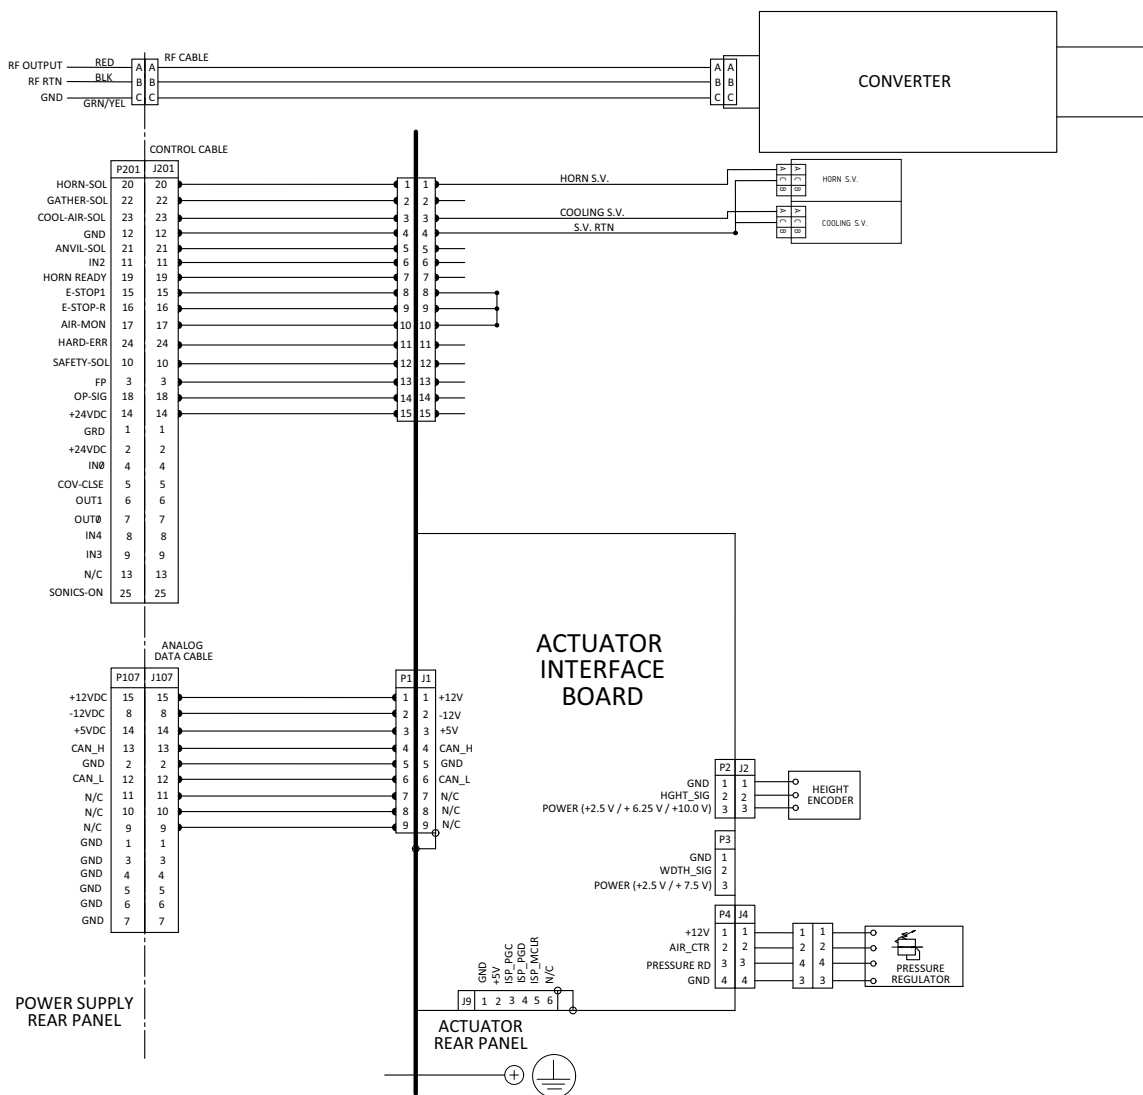 RF OUTPUT RED A A RF CABLE A A
RF RTN BLK B B B B
GND GRN/YEL C C C C
CONVERTER
CONTROL CABLE
P201 J201
HORN-SOL 20 20 1 1 HORN S.V.
GATHER-SOL 22 22 2 2
COOL-AIR-SOL 23 23 3 3 COOLING S.V.
GND 12 12 4 4 S.V. RTN
ANVIL-SOL 21 21 5 5
IN2 11 11 6 6
HORN READY 19 19 7 7
E-STOP1 15 15 8 8
E-STOP-R 16 16 9 9
AIR-MON 17 17 10 10
HARD-ERR 24 24 11 11
SAFETY-SOL 10 10 12 12
FP 3 3 13 13
OP-SIG 18 18 14 14
+24VDC 14 14 15 15
GRD 1 1
+24VDC 2 2
IN0 4 4
COV-CLSE 5 5
OUT1 6 6
OUT0 7 7
IN4 8 8
IN3 9 9
N/C 13 13
SONICS-ON 25 25
A A
C C
B B
HORN S.V.
A A
C C
B B
COOLING S.V.
ANALOG
DATA CABLE
P107 J107 P1 J1
+12VDC 15 15 1 1 +12V
-12VDC 8 8 2 2 -12V
+5VDC 14 14 3 3 +5V
CAN_H 13 13 4 4 CAN_H
GND 2 2 5 5 GND
CAN_L 12 12 6 6 CAN_L
N/C 11 11 7 7 N/C
N/C 10 10 8 8 N/C
N/C 9 9 9 9 N/C
GND 1 1
GND 3 3
GND 4 4
GND 5 5
GND 6 6
GND 7 7
ACTUATOR
INTERFACE
BOARD
P2 J2
GND 1 1
HGHT_SIG 2 2
POWER (+2.5 V / + 6.25 V / +10.0 V) 3 3
HEIGHT
ENCODER
P3
GND 1
WDTH_SIG 2
POWER (+2.5 V / + 7.5 V) 3
P4 J4
+12V 1 1 1 1
AIR_CTR 2 2 2 2
PRESSURE RD 3 3 4 4
GND 4 4 3 3
PRESSURE
REGULATOR
GND
+5V
ISP_PGC
ISP_PGD
ISP_MCLR
N/C
J9 1 2 3 4 5 6
POWER SUPPLY
REAR PANEL
ACTUATOR
REAR PANEL